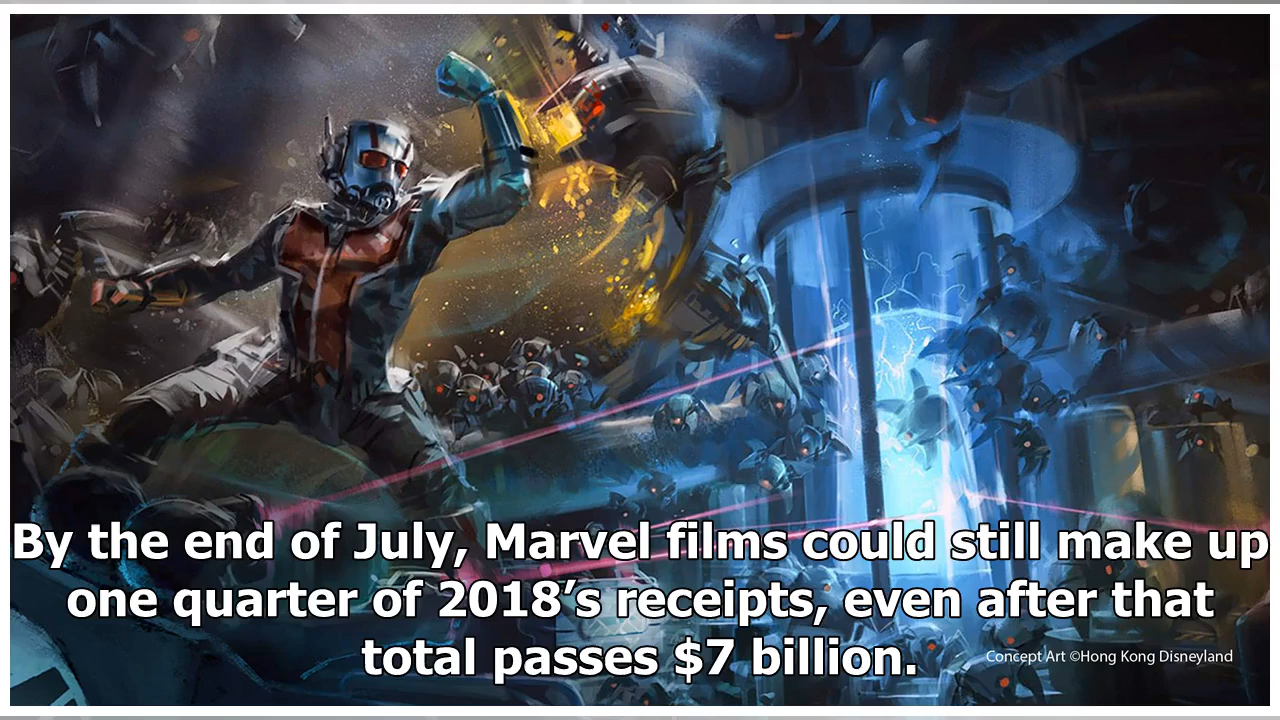 By the end of July, Marvel films could still make up
one quarter of 2018’s receipts, even after that
total passes $7 billion.
Concept Art ©Hong Kong Disneyland